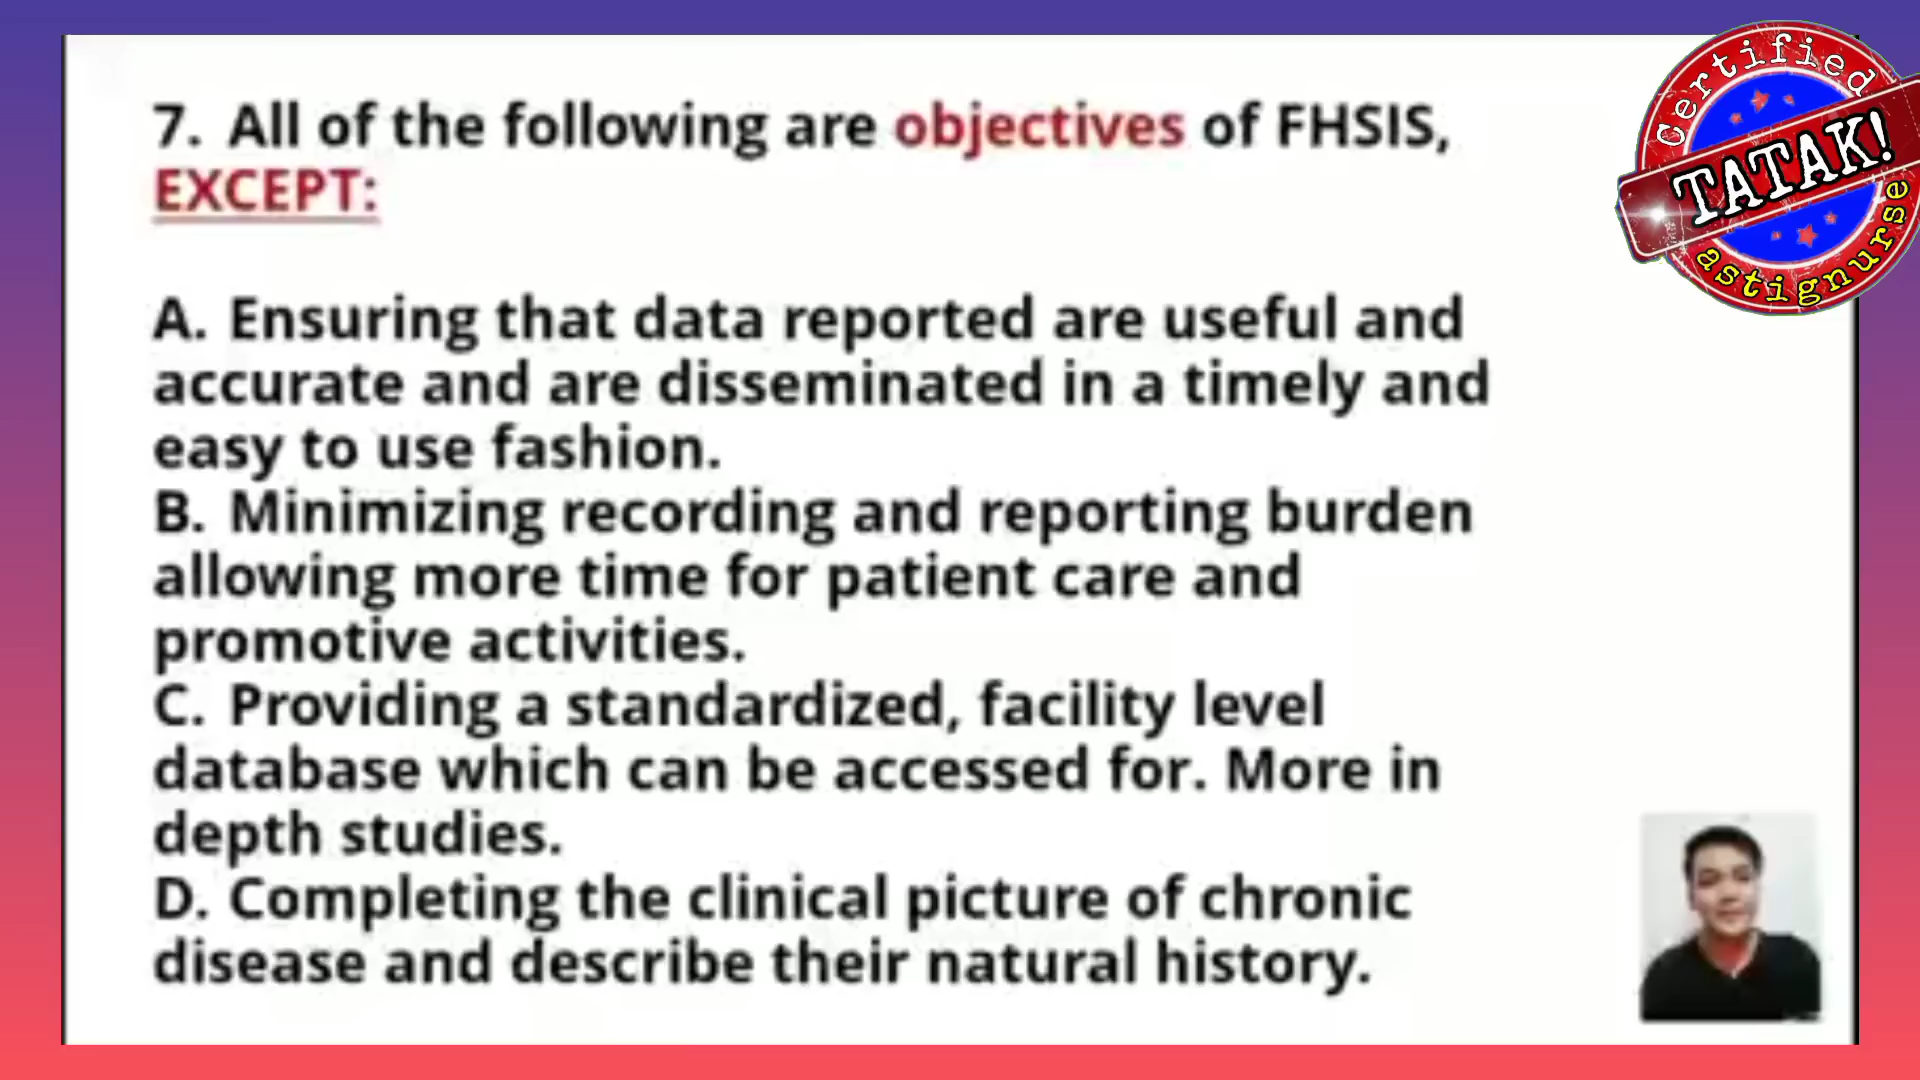 7. All of the following are objectives of FHSIS,
EXCEPT:
A. Ensuring that data reported are useful and
accurate and are disseminated in a timely and
easy to use fashion.
B. Minimizing recording and reporting burden
allowing more time for patient care and
promotive activities.
C. Providing a standardized, facility level
database which can be accessed for. More in
depth studies.
D. Completing the clinical picture of chronic
disease and describe their natural history.
Certified
TATAK!
astignurse